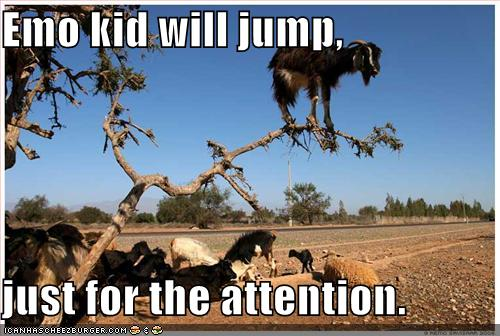 Emo kid will jump,
just for the attention.
ICANHASCHEEZBURGER.COM